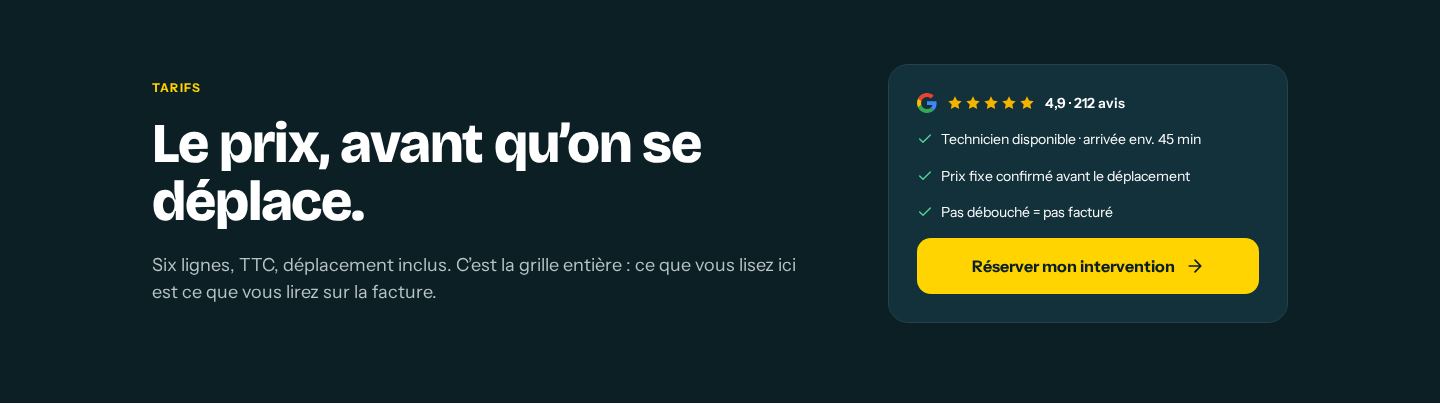 TARIFS
Le prix, avant qu’on se
déplace.
Six lignes, TTC, déplacement inclus. C’est la grille entière : ce que vous lisez ici
est ce que vous lirez sur la facture.
4,9 · 212 avis
Technicien disponible · arrivée env. 45 min
Prix fixe confirmé avant le déplacement
Pas débouché = pas facturé
Réserver mon intervention